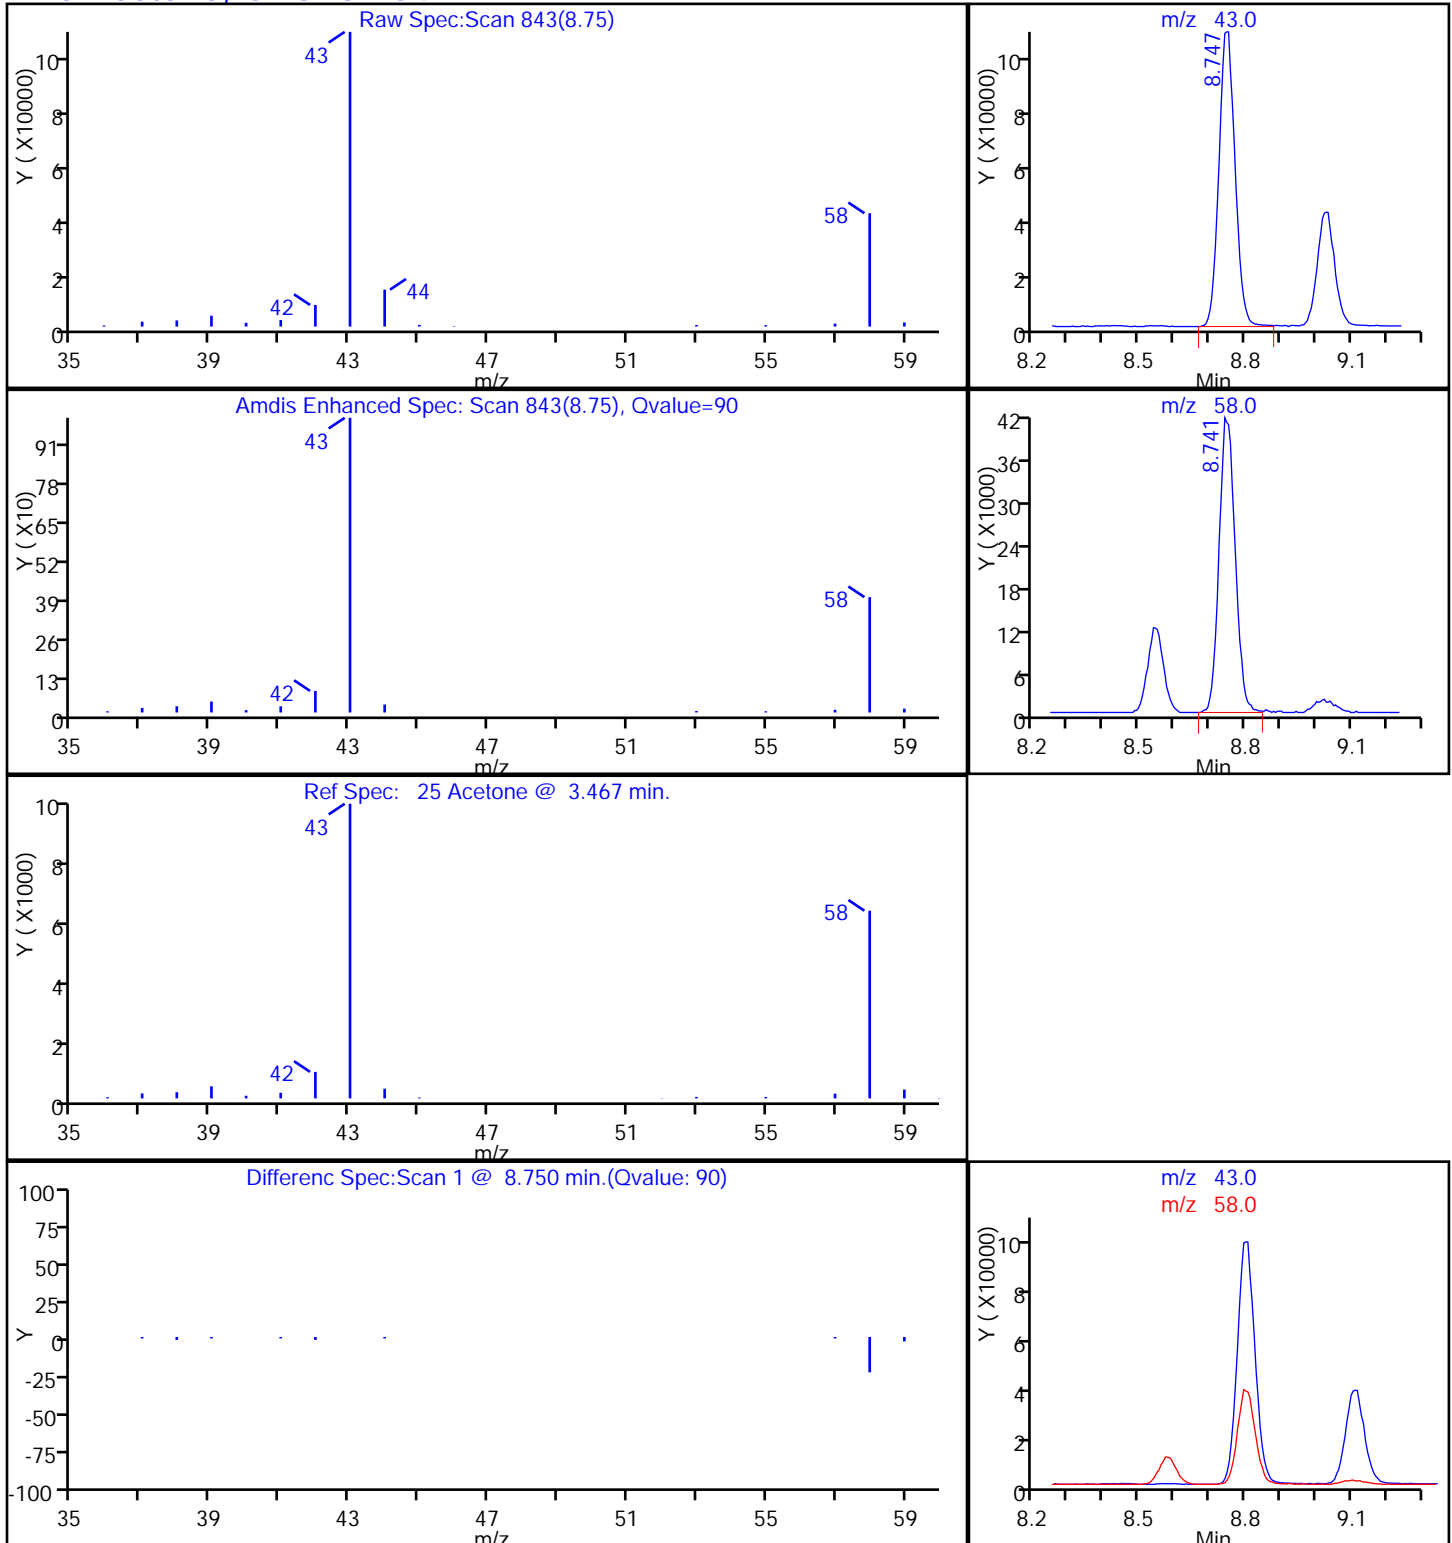 Raw Spec:Scan 843(8.75)
Y ( X10000)
10
8
6
4
2
0
43
42
44
58
35 39 43 47 51 55 59
m/z
m/z 43.0
Y ( X10000)
10
8
6
4
2
0
8.747
8.2 8.5 8.8 9.1
Min
Amdis Enhanced Spec: Scan 843(8.75), Qvalue=90
Y ( X10)
91
78
65
52
39
26
13
0
43
42
58
35 39 43 47 51 55 59
m/z
m/z 58.0
Y ( X1000)
42
36
30
24
18
12
6
0
8.741
8.2 8.5 8.8 9.1
Min
Ref Spec: 25 Acetone @ 3.467 min.
Y ( X1000)
10
8
6
4
2
0
43
42
58
35 39 43 47 51 55 59
m/z
Differenc Spec:Scan 1 @ 8.750 min.(Qvalue: 90)
Y
100
75
50
25
0
-25
-50
-75
-100
35 39 43 47 51 55 59
m/z
m/z 43.0
m/z 58.0
Y ( X10000)
10
8
6
4
2
0
8.2 8.5 8.8 9.1
Min